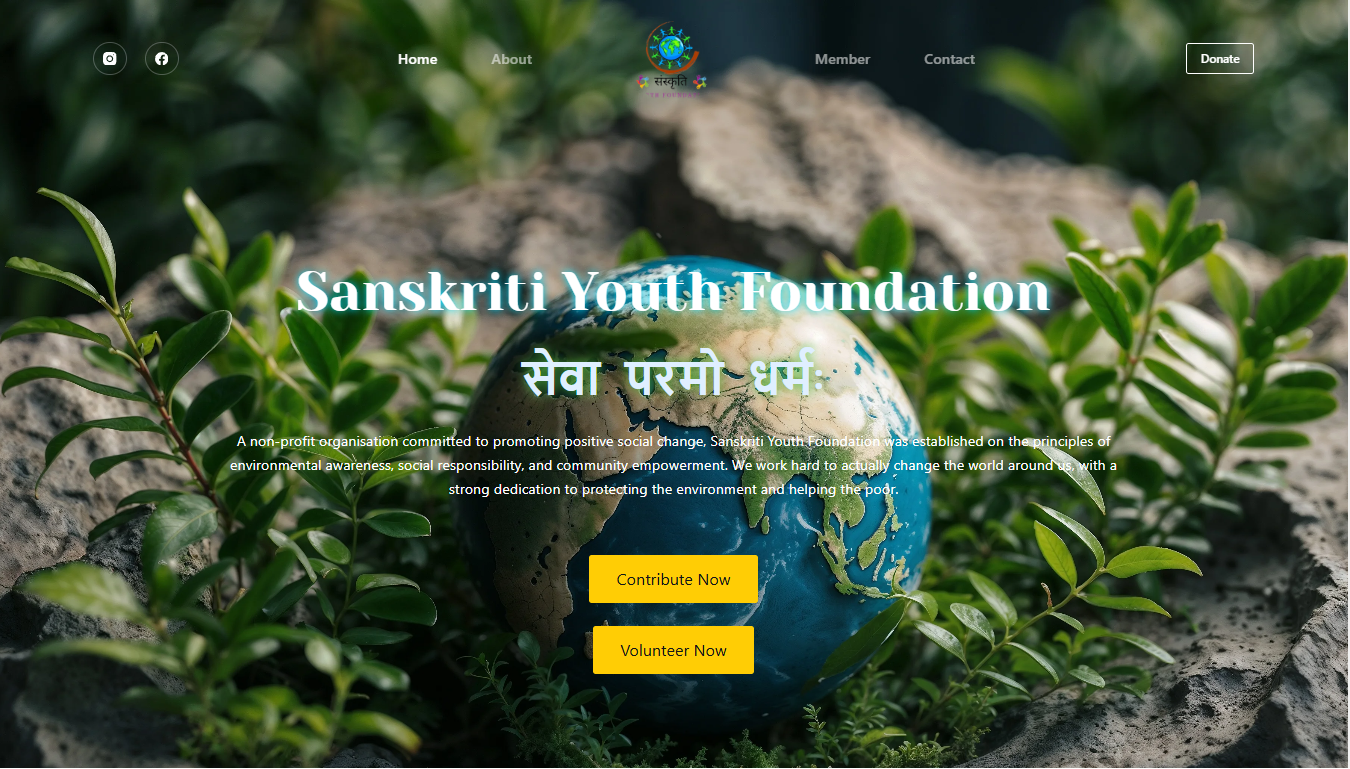 Home
About
संस्कृति
Member
Contact
Donate
Sanskriti Youth Foundation
सेवा परमो धर्मः
A non-profit organisation committed to promoting positive social change, Sanskriti Youth Foundation was established on the principles of
environmental awareness, social responsibility, and community empowerment. We work hard to actually change the world around us, with a
strong dedication to protecting the environment and helping the poor.
Contribute Now
Volunteer Now